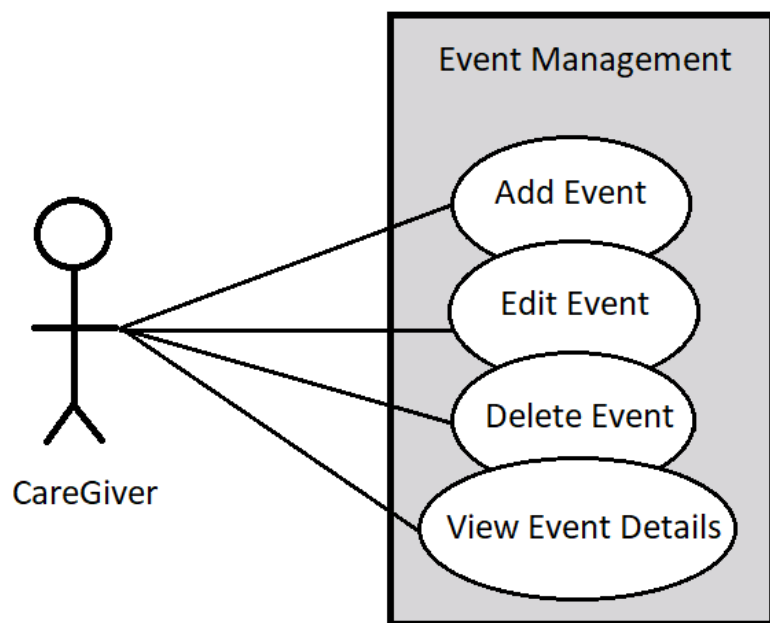 Event Management
Add Event
Edit Event
Delete Event
View Event Details
CareGiver